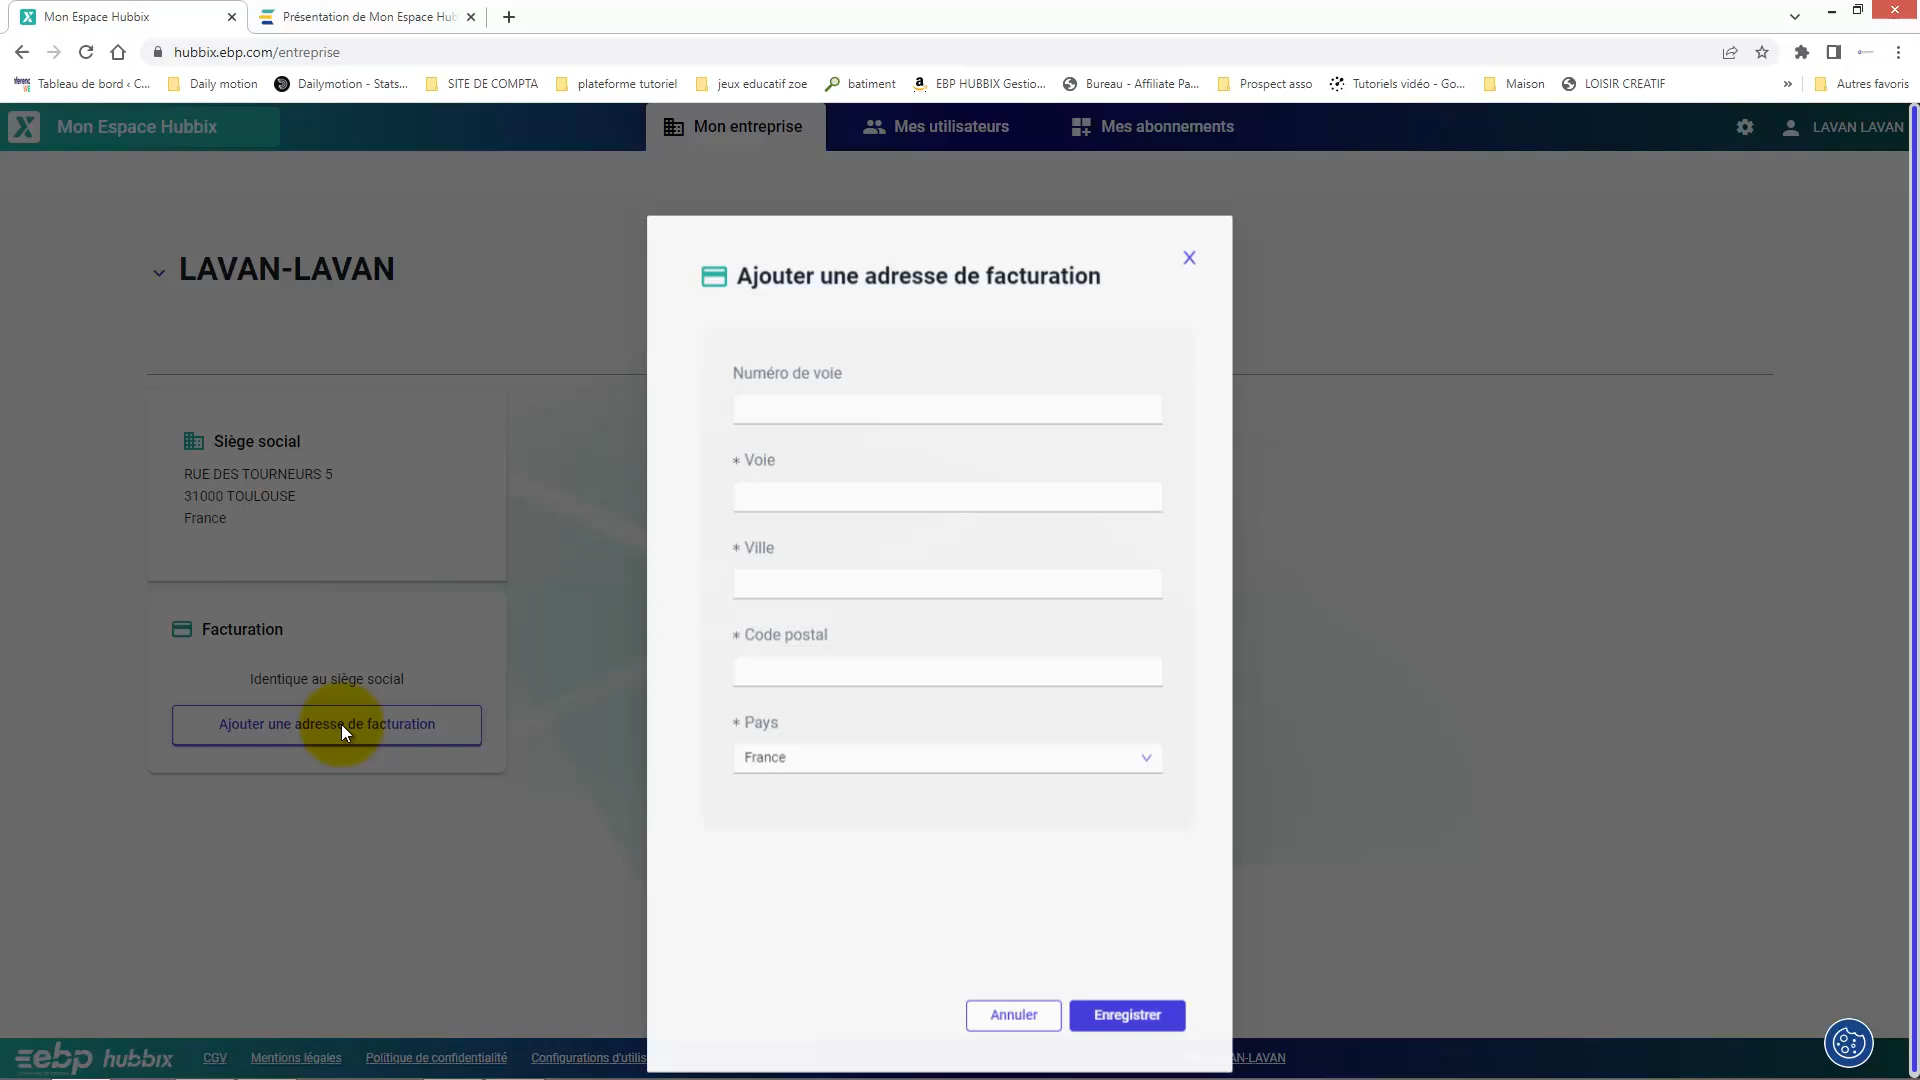 Mon Espace Hubbix
Présentation de Mon Espace Hub
hubbix.ebp.com/entreprise
Tableau de bord ‹ C...
Daily motion
Dailymotion - Stats...
SITE DE COMPTA
plateforme tutoriel
jeux educatif zoe
batiment
EBP HUBBIX Gestio...
Bureau - Affiliate Pa...
Prospect asso
Tutoriels vidéo - Go...
Maison
LOISIR CREATIF
»
Autres favoris
Mon Espace Hubbix
Mon entreprise
Mes utilisateurs
Mes abonnements
LAVAN LAVAN
LAVAN-LAVAN
Siège social
RUE DES TOURNEURS 5
31000 TOULOUSE
France
Facturation
Identique au siège social
Ajouter une adresse de facturation
X
Ajouter une adresse de facturation
Numéro de voie
* Voie
* Ville
* Code postal
* Pays
France
Annuler
Enregistrer
ebp hubbix
CGV
Mentions légales
Politique de confidentialité
Configurations d'utilis
AN-LAVAN